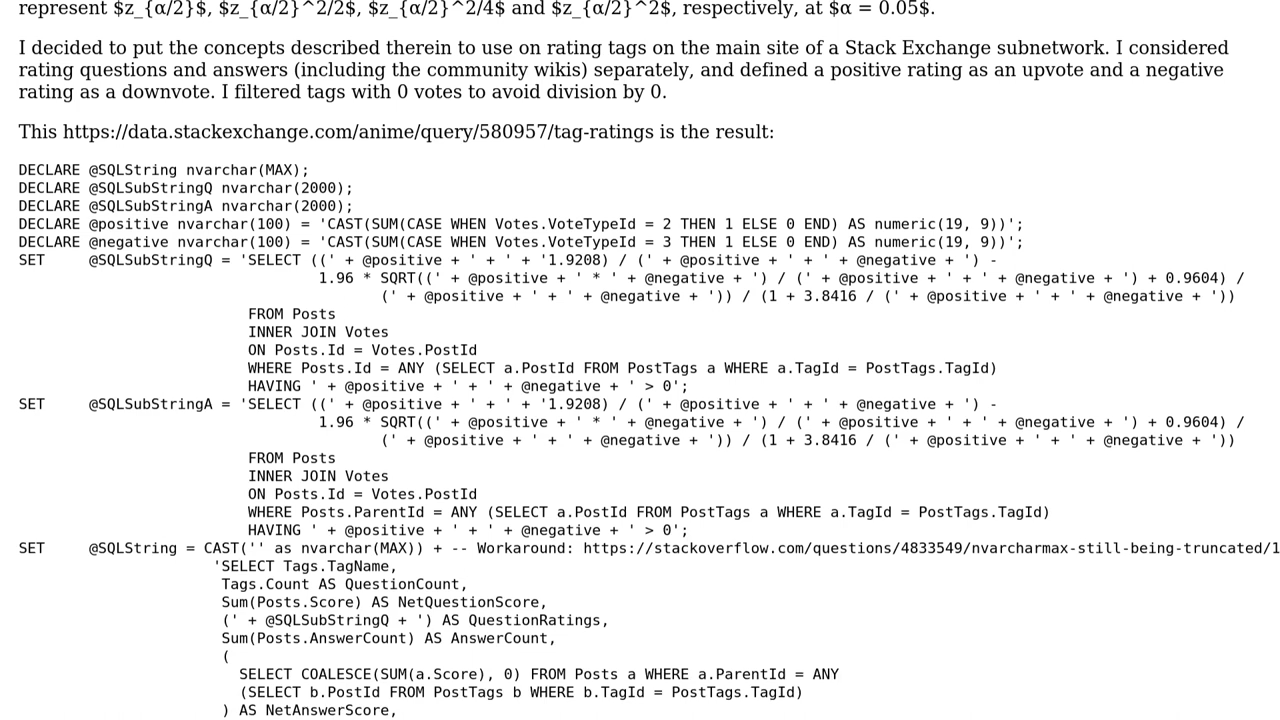 represent $z_{α/2}$, $z_{α/2}^2/2$, $z_{α/2}^2/4$ and $z_{α/2}^2$, respectively, at $α = 0.05$.
I decided to put the concepts described therein to use on rating tags on the main site of a Stack Exchange subnetwork. I considered
rating questions and answers (including the community wikis) separately, and defined a positive rating as an upvote and a negative
rating as a downvote. I filtered tags with 0 votes to avoid division by 0.
This https://data.stackexchange.com/anime/query/580957/tag-ratings is the result:
DECLARE @SQLString nvarchar(MAX);
DECLARE @SQLSubStringQ nvarchar(2000);
DECLARE @SQLSubStringA nvarchar(2000);
DECLARE @positive nvarchar(100) = 'CAST(SUM(CASE WHEN Votes.VoteTypeId = 2 THEN 1 ELSE 0 END) AS numeric(19, 9))';
DECLARE @negative nvarchar(100) = 'CAST(SUM(CASE WHEN Votes.VoteTypeId = 3 THEN 1 ELSE 0 END) AS numeric(19, 9))';
SET     @SQLSubStringQ = 'SELECT ((' + @positive + ' + ' + '1.9208) / (' + @positive + ' + ' + @negative + ') -
1.96 * SQRT((' + @positive + ' * ' + @negative + ') / (' + @positive + ' + ' + @negative + ') + 0.9604) /
(' + @positive + ' + ' + @negative + ')) / (1 + 3.8416 / (' + @positive + ' + ' + @negative + '))
FROM Posts
INNER JOIN Votes
ON Posts.Id = Votes.PostId
WHERE Posts.Id = ANY (SELECT a.PostId FROM PostTags a WHERE a.TagId = PostTags.TagId)
HAVING ' + @positive + ' + ' + @negative + ' > 0';
SET     @SQLSubStringA = 'SELECT ((' + @positive + ' + ' + '1.9208) / (' + @positive + ' + ' + @negative + ') -
1.96 * SQRT((' + @positive + ' * ' + @negative + ') / (' + @positive + ' + ' + @negative + ') + 0.9604) /
(' + @positive + ' + ' + @negative + ')) / (1 + 3.8416 / (' + @positive + ' + ' + @negative + '))
FROM Posts
INNER JOIN Votes
ON Posts.Id = Votes.PostId
WHERE Posts.ParentId = ANY (SELECT a.PostId FROM PostTags a WHERE a.TagId = PostTags.TagId)
HAVING ' + @positive + ' + ' + @negative + ' > 0';
SET     @SQLString = CAST('' as nvarchar(MAX)) + -- Workaround: https://stackoverflow.com/questions/4833549/nvarcharmax-still-being-truncated/1
'SELECT Tags.TagName,
Tags.Count AS QuestionCount,
Sum(Posts.Score) AS NetQuestionScore,
(' + @SQLSubStringQ + ') AS QuestionRatings,
Sum(Posts.AnswerCount) AS AnswerCount,
(
SELECT COALESCE(SUM(a.Score), 0) FROM Posts a WHERE a.ParentId = ANY
(SELECT b.PostId FROM PostTags b WHERE b.TagId = PostTags.TagId)
) AS NetAnswerScore,